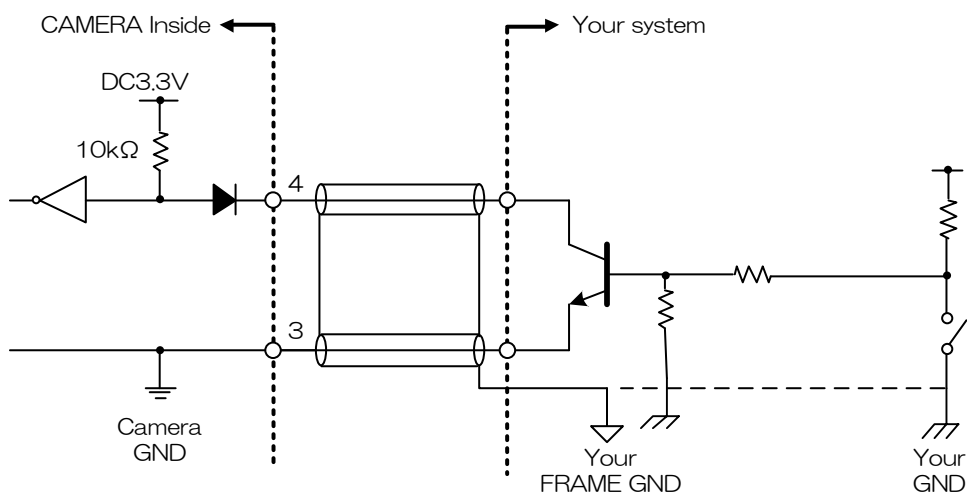 CAMERA Inside
Your system
DC3.3V
10kΩ
4
3
Camera
GND
Your
FRAME GND
Your
GND